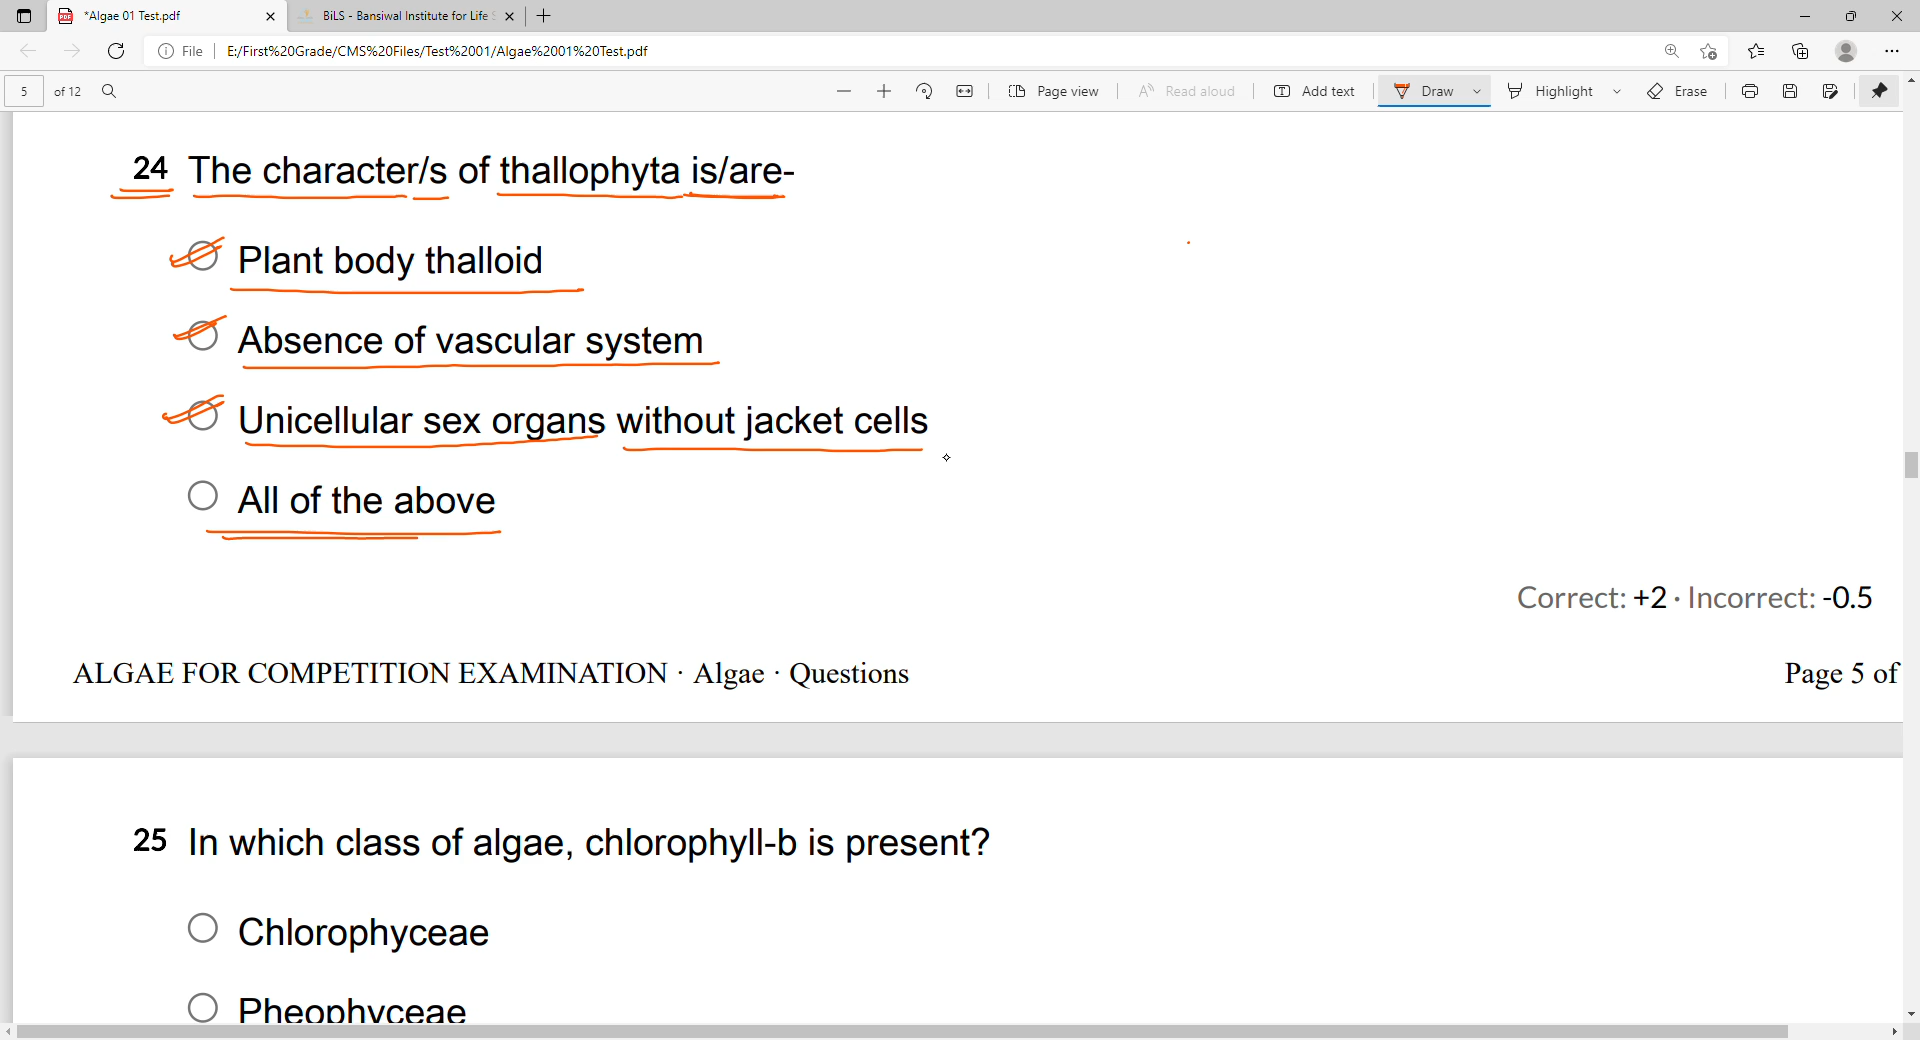 *Algae 01 Test.pdf
BiLS - Bansiwal Institute for Life S
File
E:/First%20Grade/CMS%20Files/Test%2001/Algae%2001%20Test.pdf
5 of 12
Page view
Read aloud
Add text
Draw
Highlight
Erase
24 The character/s of thallophyta is/are-
Plant body thalloid
Absence of vascular system
Unicellular sex organs without jacket cells
All of the above
Correct: +2 · Incorrect: -0.5
ALGAE FOR COMPETITION EXAMINATION · Algae · Questions
Page 5 of
25 In which class of algae, chlorophyll-b is present?
Chlorophyceae
Pheophyceae